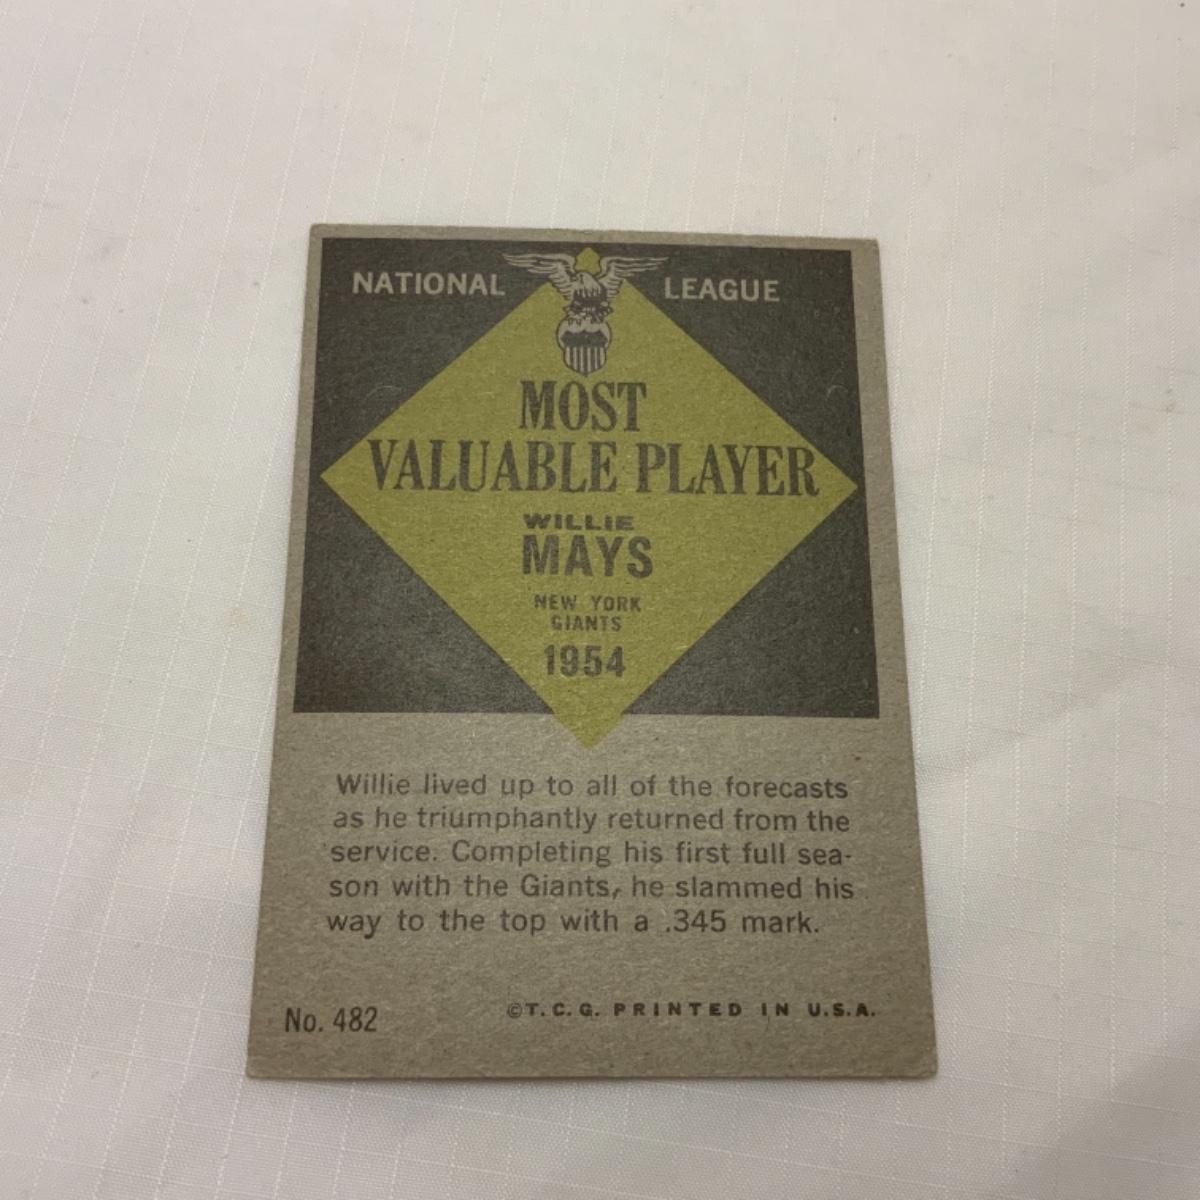 NATIONAL LEAGUE
MOST
VALUABLE PLAYER
WILLIE
MAYS
NEW YORK
GIANTS
1954
Willie lived up to all of the forecasts
as he triumphantly returned from the
service. Completing his first full sea-
son with the Giants, he slammed his
way to the top with a .345 mark.
No. 482 ©T.C.G. PRINTED IN U.S.A.